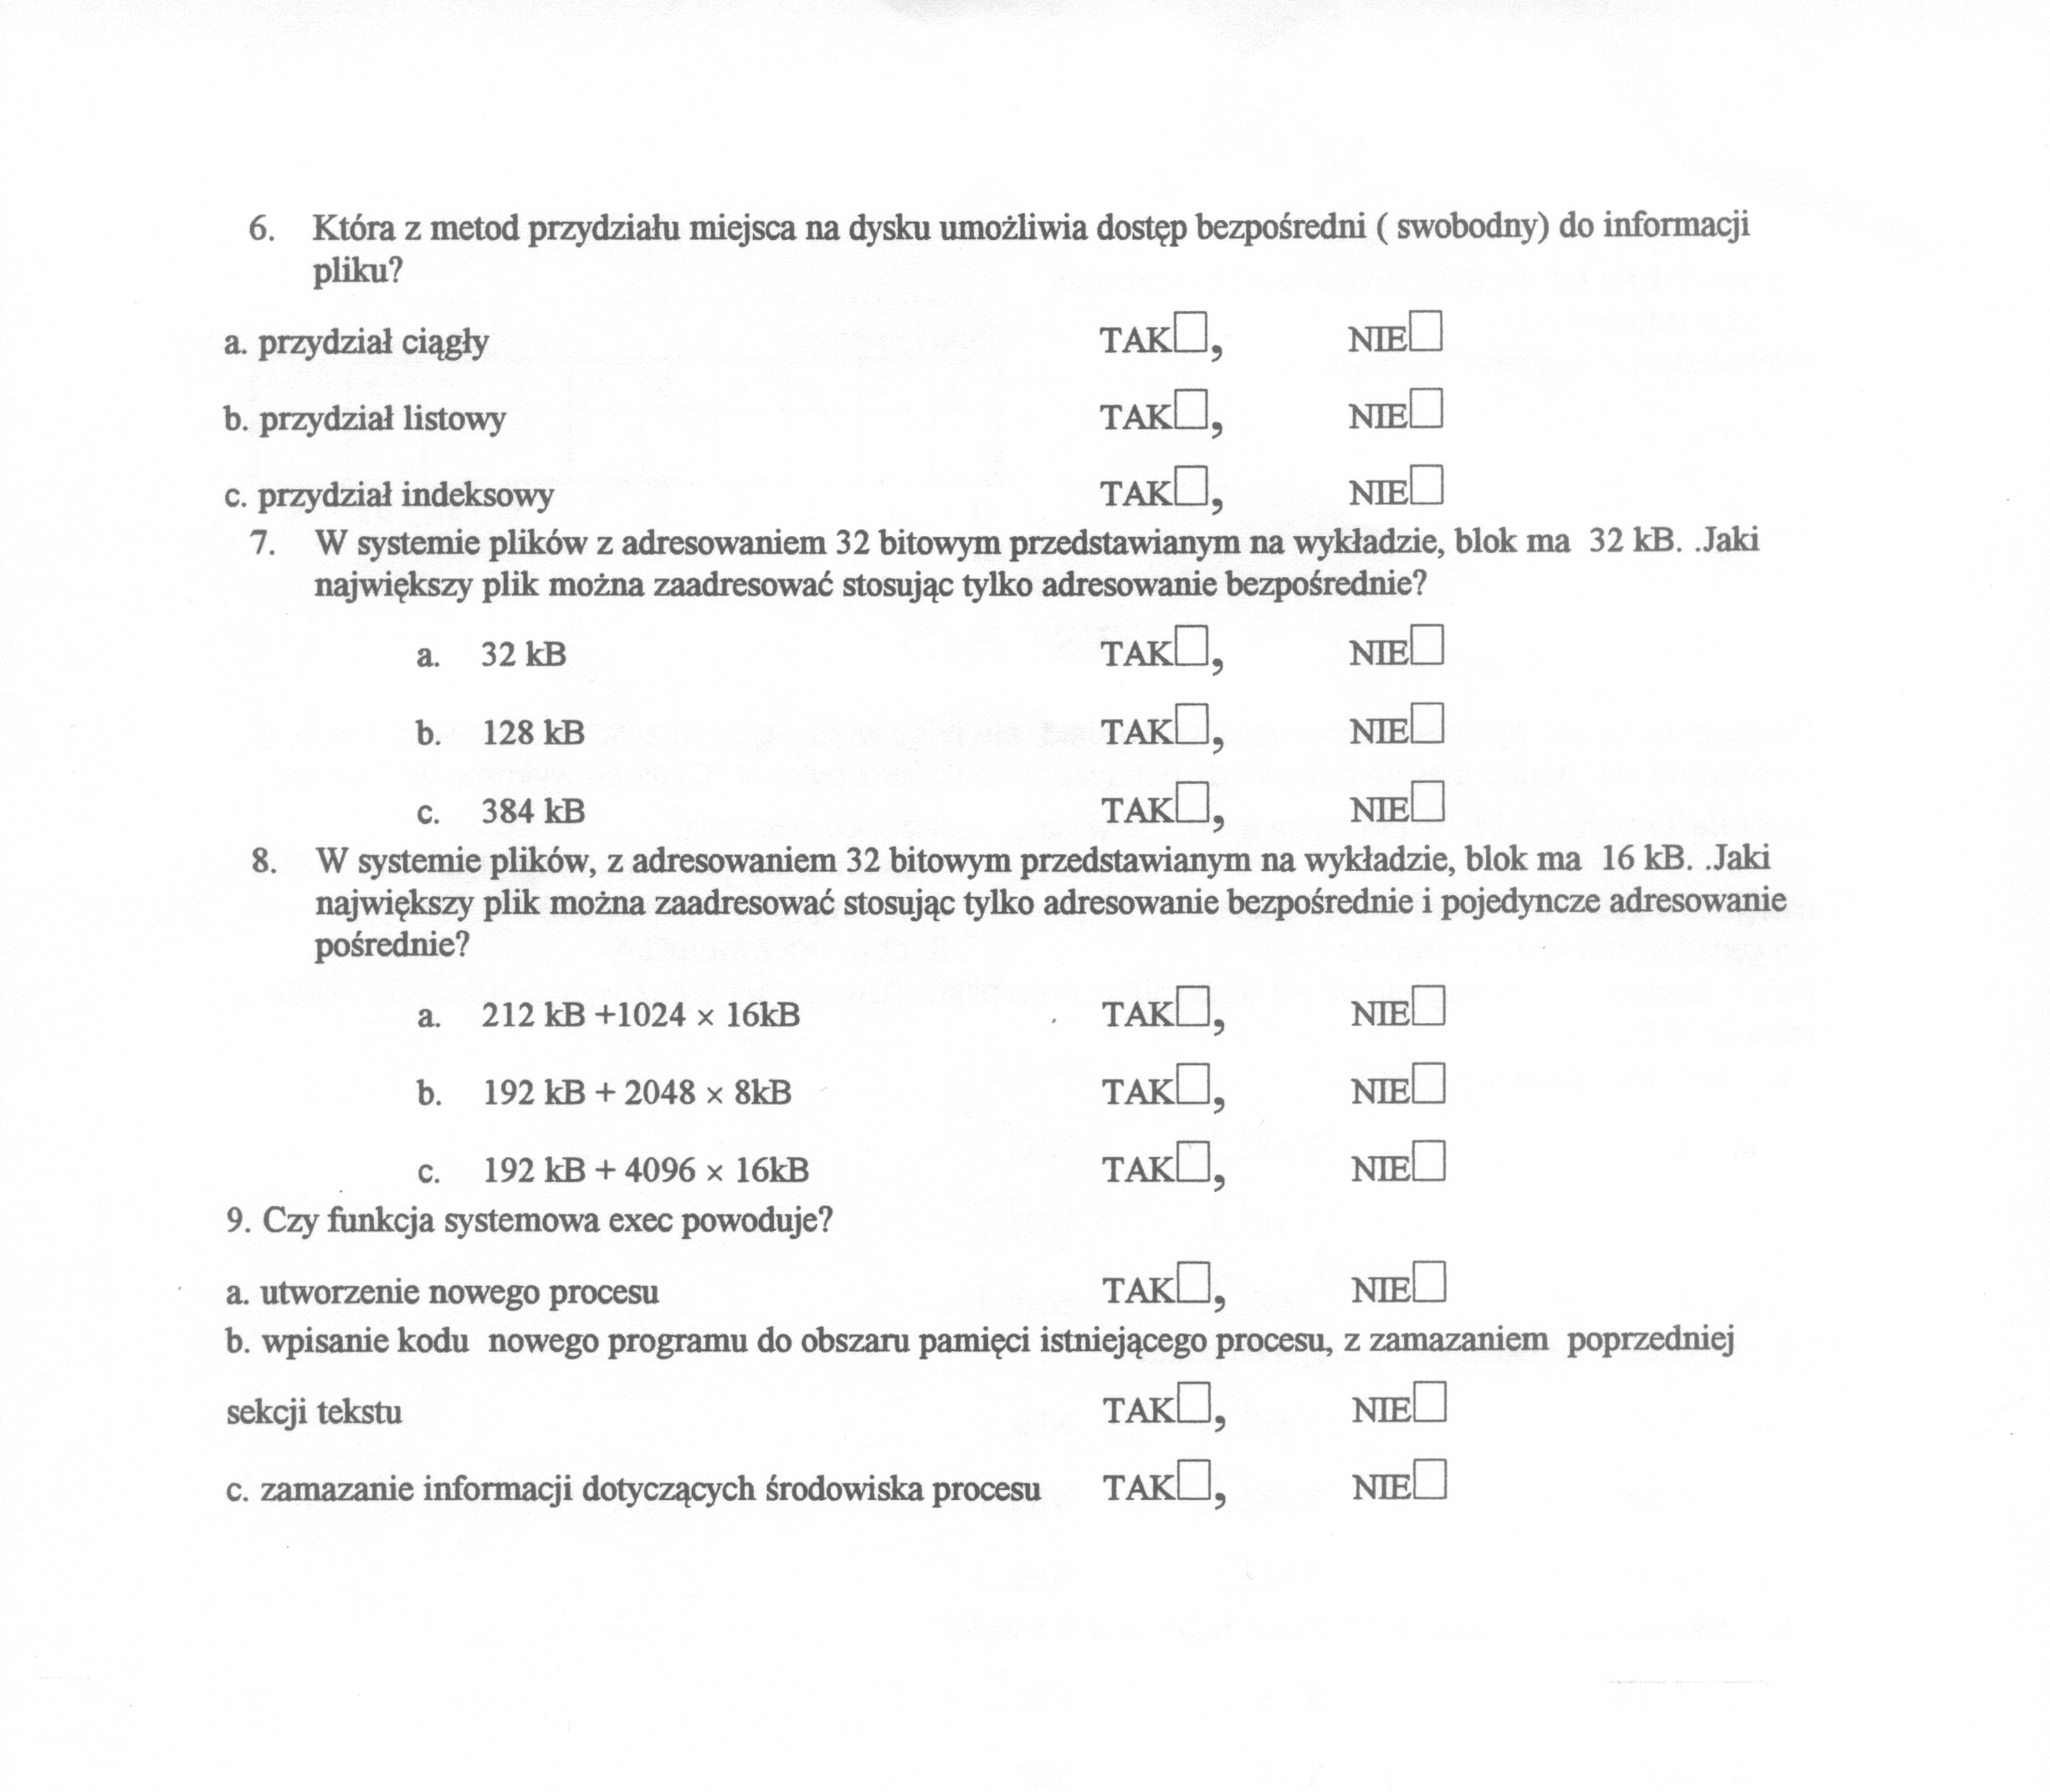 6. Która z metod przydziału miejsca na dysku umożliwia dostęp bezpośredni ( swobodny) do informacji
pliku?
a. przydział ciągły TAK□, NIE□
b. przydział listowy TAK□, NIE□
c. przydział indeksowy TAK□, NIE□
7. W systemie plików z adresowaniem 32 bitowym przedstawianym na wykładzie, blok ma 32 kB. .Jaki
największy plik można zaadresować stosując tylko adresowanie bezpośrednie?
a. 32 kB TAK□, NIE□
b. 128 kB TAK□, NIE□
c. 384 kB TAK□, NIE□
8. W systemie plików, z adresowaniem 32 bitowym przedstawianym na wykładzie, blok ma 16 kB. .Jaki
największy plik można zaadresować stosując tylko adresowanie bezpośrednie i pojedyncze adresowanie
pośrednie?
a. 212 kB +1024 × 16kB TAK□, NIE□
b. 192 kB + 2048 × 8kB TAK□, NIE□
c. 192 kB + 4096 × 16kB TAK□, NIE□
9. Czy funkcja systemowa exec powoduje?
a. utworzenie nowego procesu TAK□, NIE□
b. wpisanie kodu nowego programu do obszaru pamięci istniejącego procesu, z zamazaniem poprzedniej
sekcji tekstu TAK□, NIE□
c. zamazanie informacji dotyczących środowiska procesu TAK□, NIE□